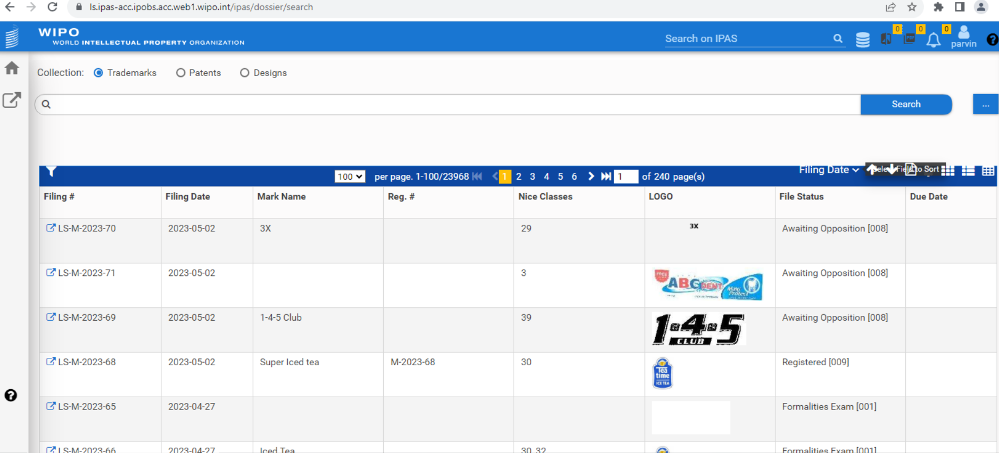 ls.ipas-acc.ipobs.acc.web1.wipo.int/ipas/dossier/search
WIPO
WORLD INTELLECTUAL PROPERTY ORGANIZATION
Search on IPAS
0 0 0
parvin
Collection: Trademarks Patents Designs
Search ...
100 per page. 1-100/23968 1 2 3 4 5 6 1 of 240 page(s) Filing Date Select Field to Sort
Filing # Filing Date Mark Name Reg. # Nice Classes LOGO File Status Due Date
LS-M-2023-70 2023-05-02 3X 29 3X Awaiting Opposition [008]
LS-M-2023-71 2023-05-02 3 FREE ABC DENT Maxi Protect Awaiting Opposition [008]
LS-M-2023-69 2023-05-02 1-4-5 Club 39 1-4-5 CLUB Awaiting Opposition [008]
LS-M-2023-68 2023-05-02 Super Iced tea M-2023-68 30 Tea time ICE TEA Registered [009]
LS-M-2023-65 2023-04-27 Formalities Exam [001]
LS-M-2023-66 2023-04-27 Iced Tea 30, 32 Formalities Exam [001]